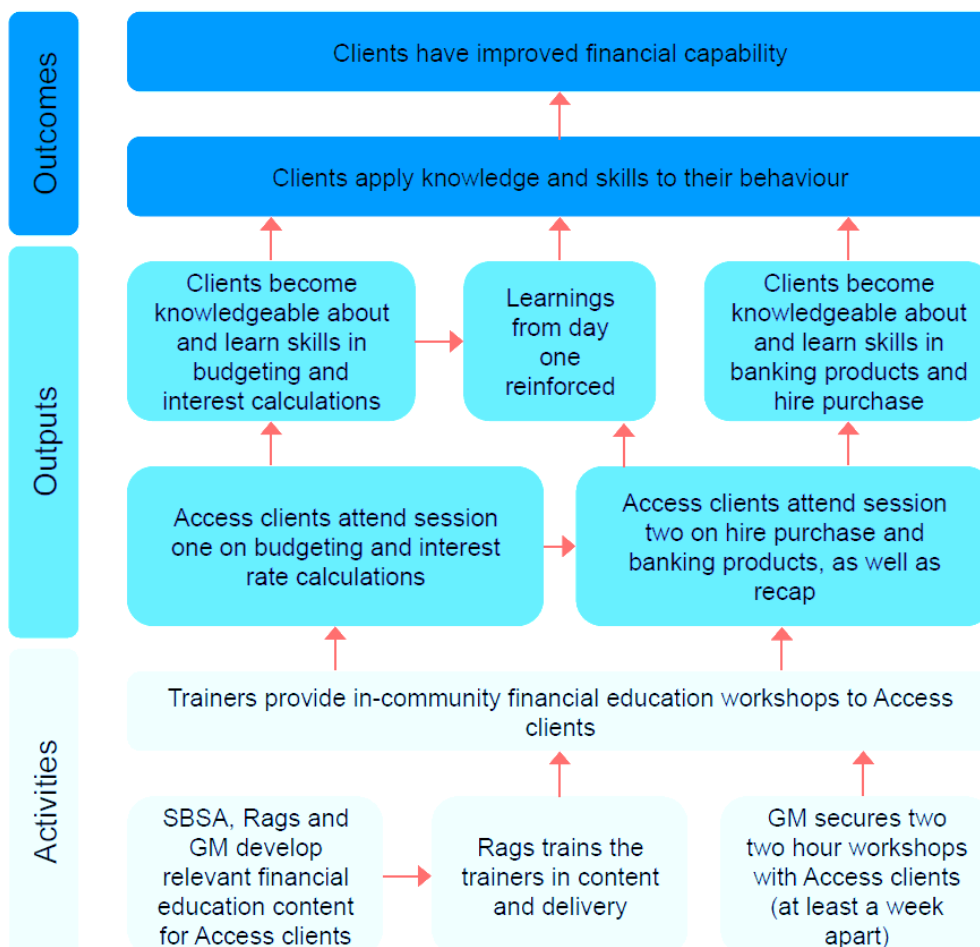 Outcomes
Clients have improved financial capability
Clients apply knowledge and skills to their behaviour
Outputs
Clients become
knowledgeable about
and learn skills in
budgeting and
interest calculations
Learnings
from day
one
reinforced
Clients become
knowledgeable about
and learn skills in
banking products and
hire purchase
Access clients attend session
one on budgeting and interest
rate calculations
Access clients attend session
two on hire purchase and
banking products, as well as
recap
Activities
Trainers provide in-community financial education workshops to Access
clients
SBSA, Rags and
GM develop
relevant financial
education content
for Access clients
Rags trains the
trainers in content
and delivery
GM secures two
two hour workshops
with Access clients
(at least a week
apart)